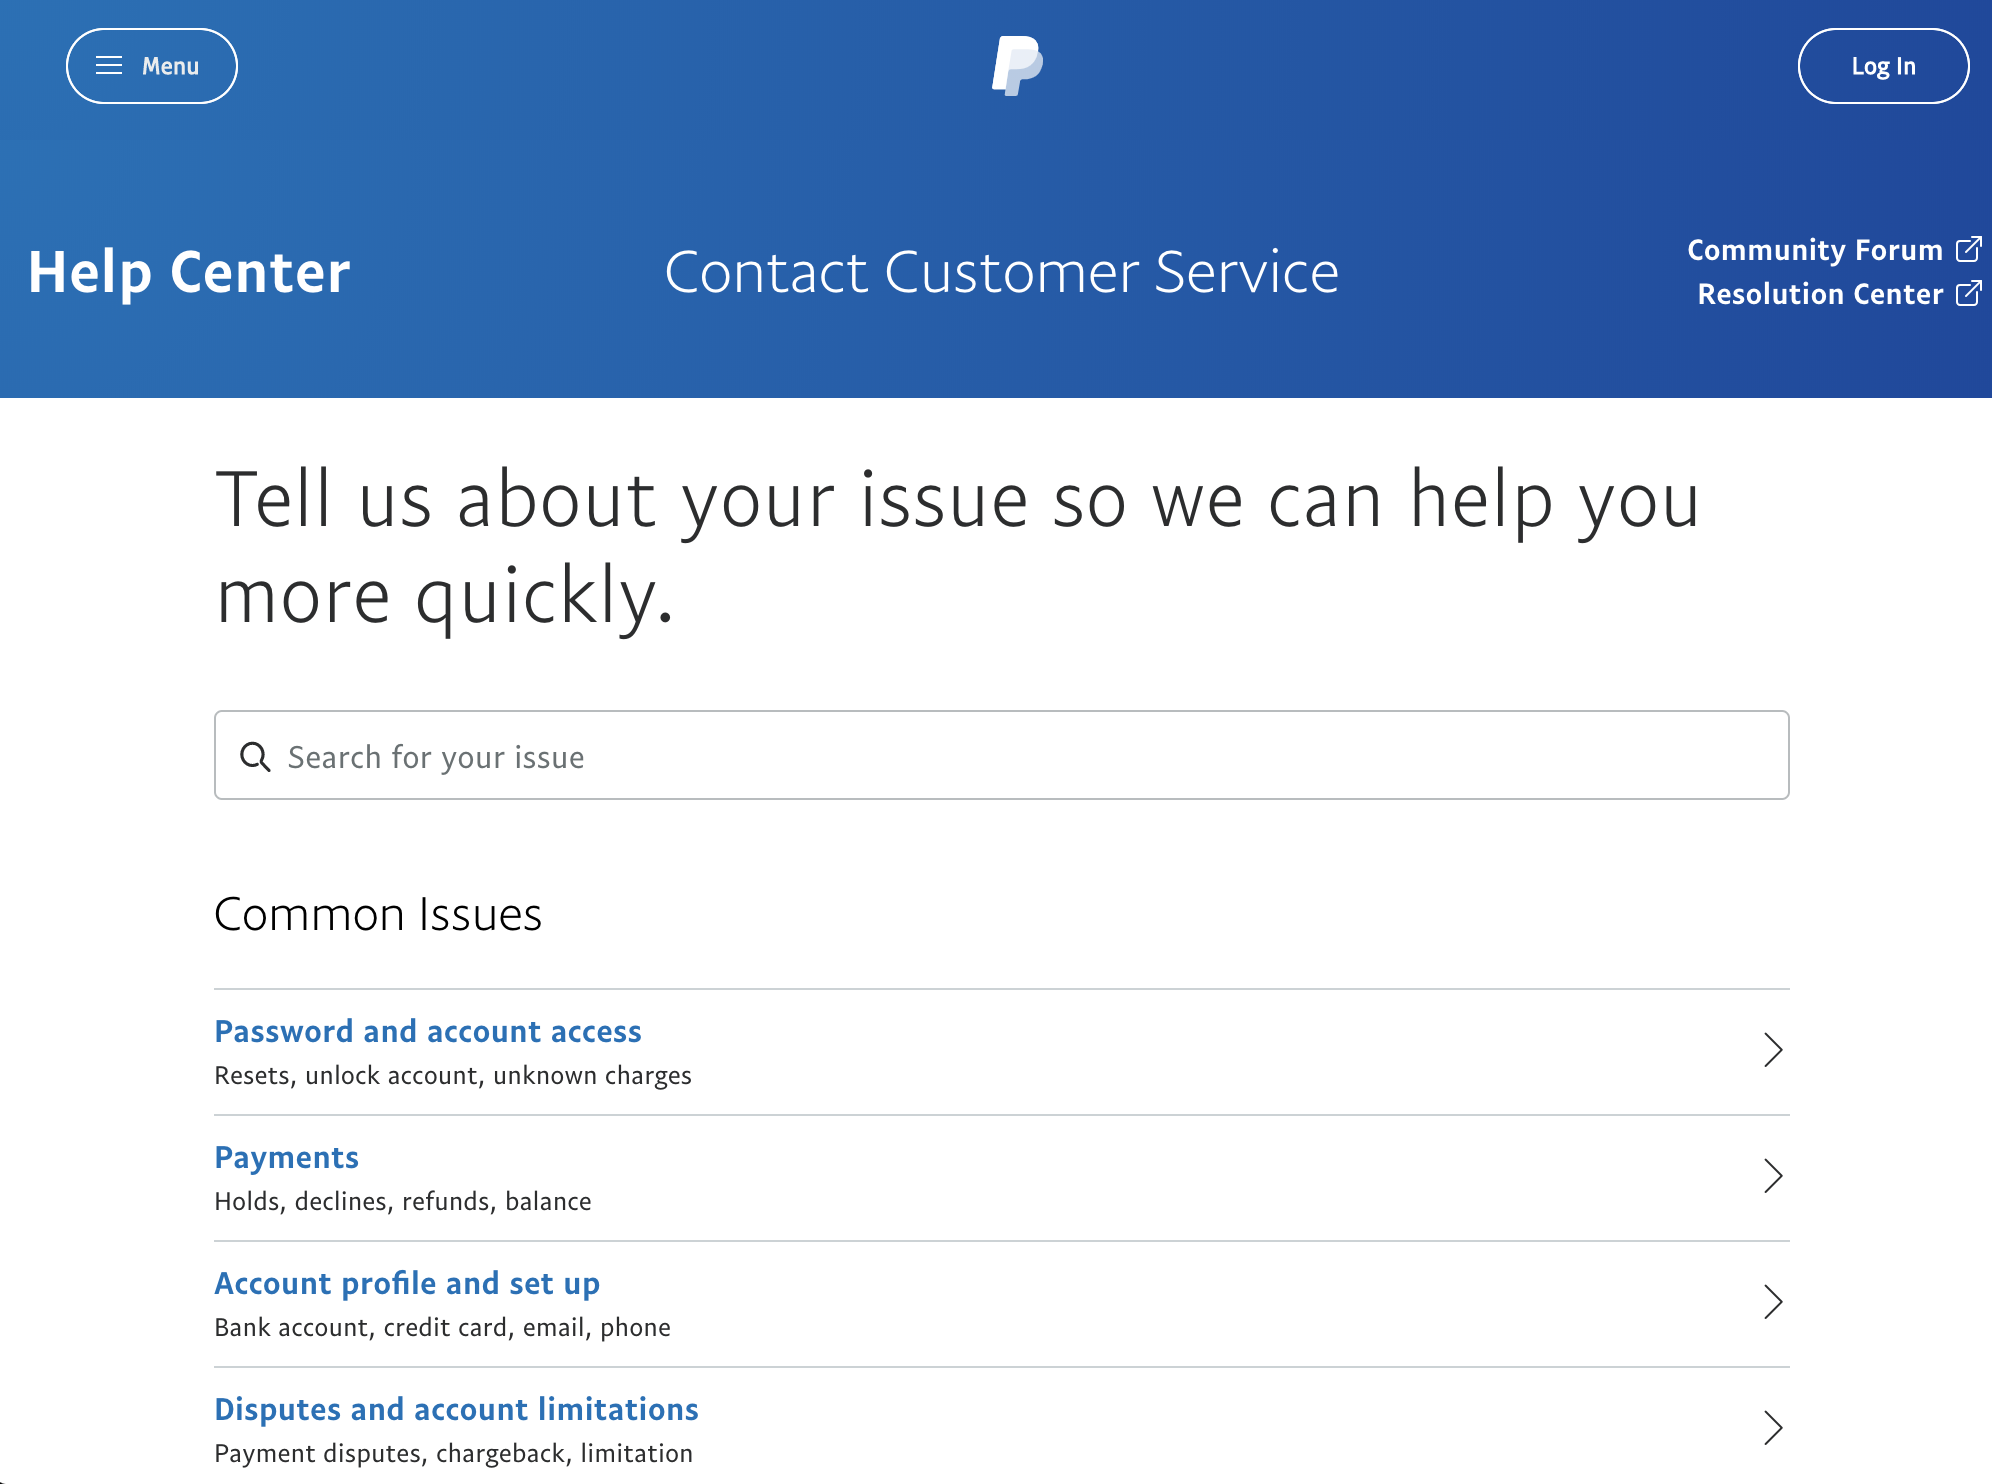 Menu
Log In
Help Center
Contact Customer Service
Community Forum
Resolution Center
Tell us about your issue so we can help you
more quickly.
Search for your issue
Common Issues
Password and account access
Resets, unlock account, unknown charges
Payments
Holds, declines, refunds, balance
Account profile and set up
Bank account, credit card, email, phone
Disputes and account limitations
Payment disputes, chargeback, limitation